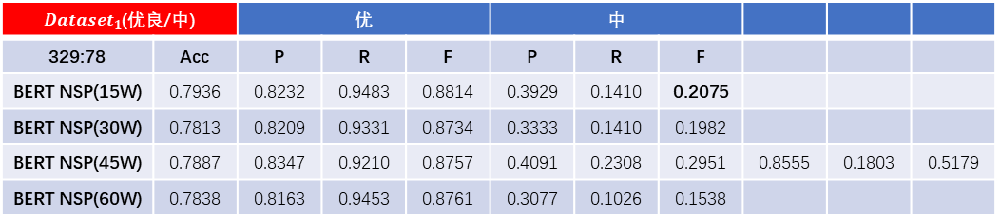 Dataset₁(优良/中) 优 中
329:78 Acc P R F P R F
BERT NSP(15W) 0.7936 0.8232 0.9483 0.8814 0.3929 0.1410 0.2075
BERT NSP(30W) 0.7813 0.8209 0.9331 0.8734 0.3333 0.1410 0.1982
BERT NSP(45W) 0.7887 0.8347 0.9210 0.8757 0.4091 0.2308 0.2951 0.8555 0.1803 0.5179
BERT NSP(60W) 0.7838 0.8163 0.9453 0.8761 0.3077 0.1026 0.1538